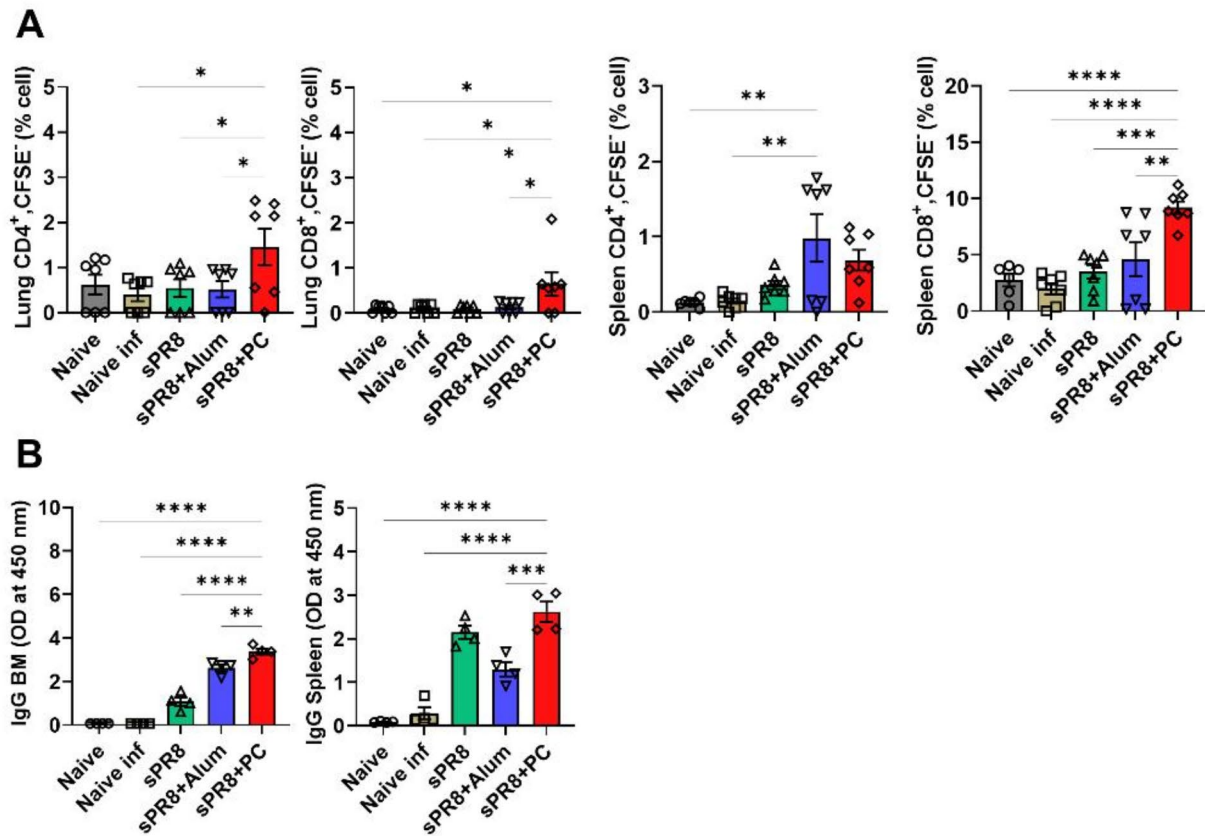 A
Lung CD4⁺,CFSE⁻ (% cell)
5
4
3
2
1
0
*
*
*
Naive
Naive inf
sPR8
sPR8+Alum
sPR8+PC
Lung CD8⁺,CFSE⁻ (% cell)
5
4
3
2
1
0
*
*
*
*
Naive
Naive inf
sPR8
sPR8+Alum
sPR8+PC
Spleen CD4⁺,CFSE⁻ (% cell)
3
2
1
0
**
**
Naive
Naive inf
sPR8
sPR8+Alum
sPR8+PC
Spleen CD8⁺,CFSE⁻ (% cell)
20
15
10
5
0
****
****
***
**
Naive
Naive inf
sPR8
sPR8+Alum
sPR8+PC
B
IgG BM (OD at 450 nm)
10
8
6
4
2
0
****
****
****
**
Naive
Naive inf
sPR8
sPR8+Alum
sPR8+PC
IgG Spleen (OD at 450 nm)
5
4
3
2
1
0
****
****
***
Naive
Naive inf
sPR8
sPR8+Alum
sPR8+PC